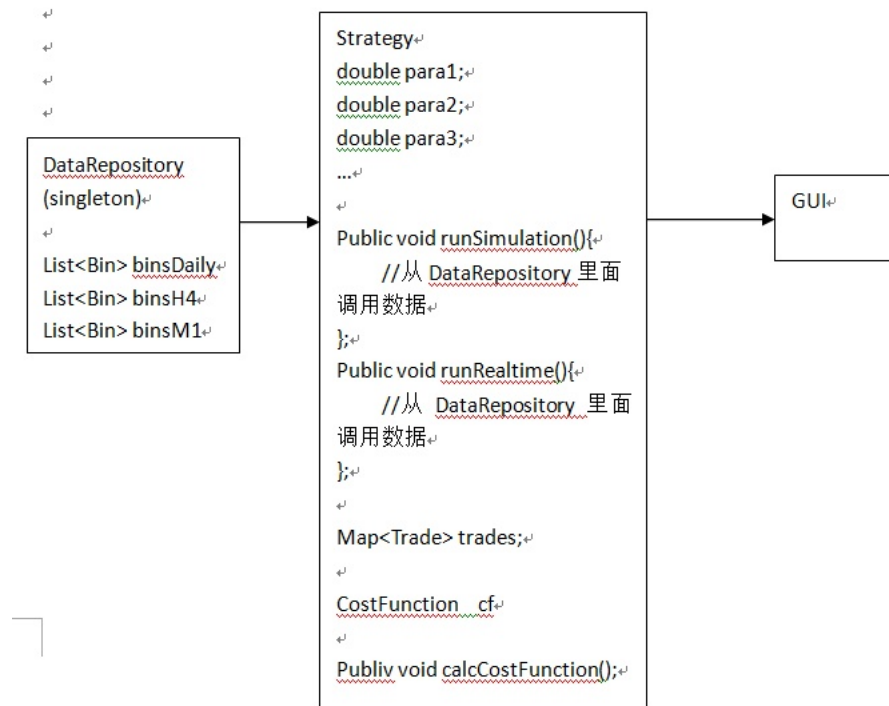 DataRepository
(singleton)
List<Bin> binsDaily
List<Bin> binsH4
List<Bin> binsM1
Strategy
double para1;
double para2;
double para3;
...
Public void runSimulation(){
//从 DataRepository 里面
调用数据
};
Public void runRealtime(){
//从 DataRepository 里面
调用数据
};
Map<Trade> trades;
CostFunction cf
Publiv void calcCostFunction();
GUI